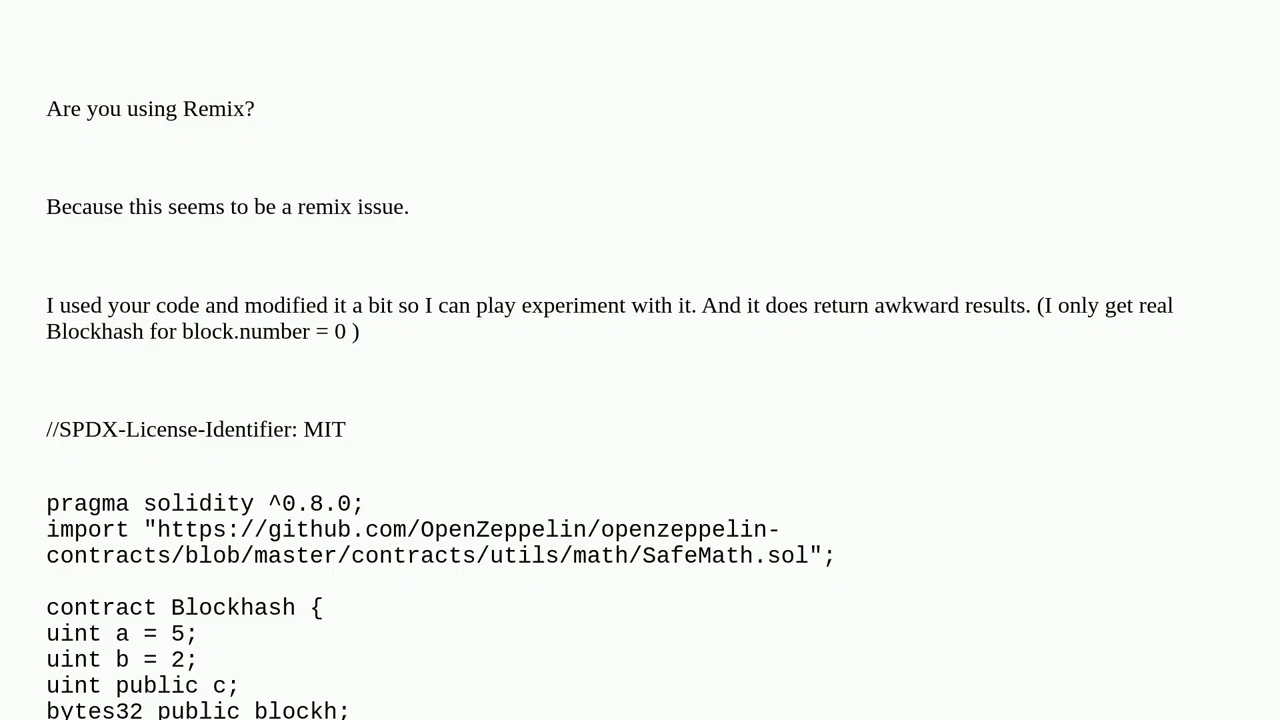 Are you using Remix?
Because this seems to be a remix issue.
I used your code and modified it a bit so I can play experiment with it. And it does return awkward results. (I only get real
Blockhash for block.number = 0 )
//SPDX-License-Identifier: MIT
pragma solidity ^0.8.0;
import "https://github.com/OpenZeppelin/openzeppelin-
contracts/blob/master/contracts/utils/math/SafeMath.sol";
contract Blockhash {
uint a = 5;
uint b = 2;
uint public c;
bytes32 public blockh;